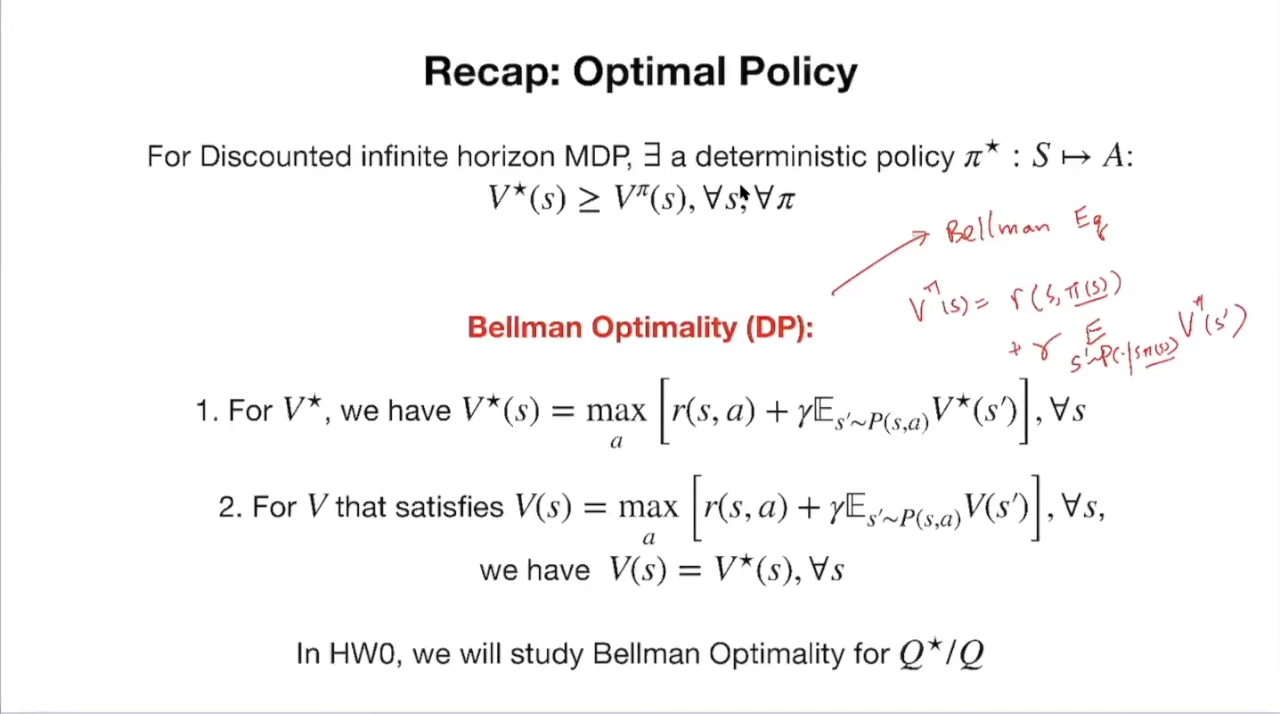 Recap: Optimal Policy
For Discounted infinite horizon MDP, ∃ a deterministic policy π★ : S ↦ A:
V★(s) ≥ V^π(s), ∀s, ∀π
Bellman Eq
V^π(s) = r(s, π(s))
+ γ E_{s'~P(·|s,π(s))} V^π(s')
Bellman Optimality (DP):
1. For V★, we have V★(s) = max_a [r(s, a) + γ𝔼_{s'~P(s,a)}V★(s')], ∀s
2. For V that satisfies V(s) = max_a [r(s, a) + γ𝔼_{s'~P(s,a)}V(s')], ∀s,
we have V(s) = V★(s), ∀s
In HW0, we will study Bellman Optimality for Q★/Q